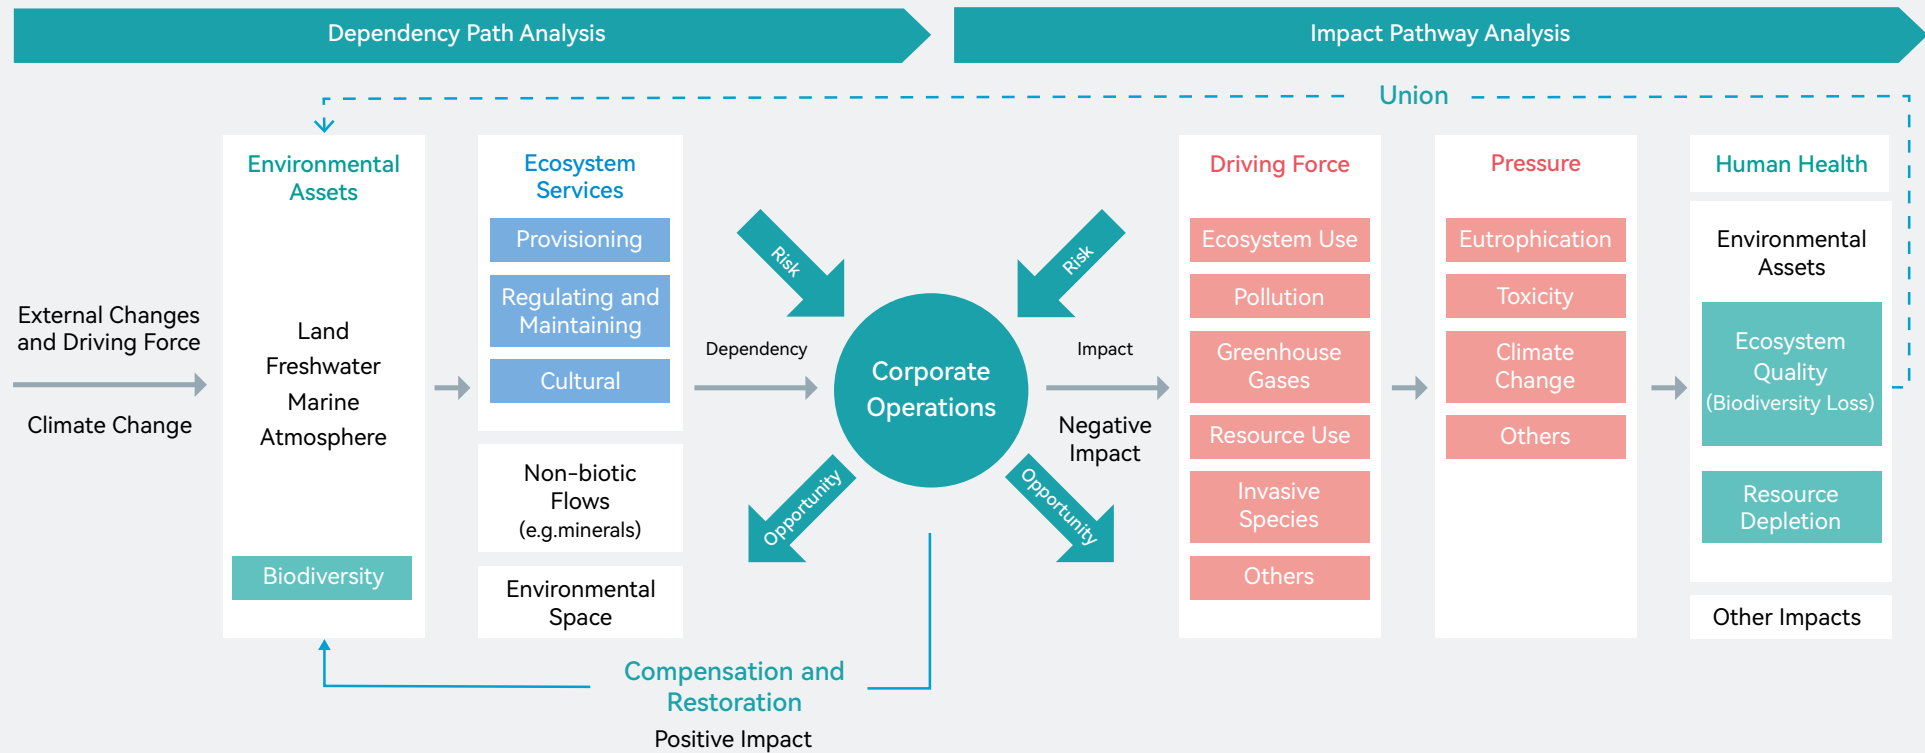 Dependency Path Analysis
Impact Pathway Analysis
Union
External Changes
and Driving Force
Climate Change
Environmental
Assets
Land
Freshwater
Marine
Atmosphere
Biodiversity
Ecosystem
Services
Provisioning
Regulating and
Maintaining
Cultural
Non-biotic
Flows
(e.g.minerals)
Environmental
Space
Dependency
Risk
Risk
Corporate
Operations
Opportunity
Opportunity
Impact
Negative
Impact
Driving Force
Ecosystem Use
Pollution
Greenhouse
Gases
Resource Use
Invasive
Species
Others
Pressure
Eutrophication
Toxicity
Climate
Change
Others
Human Health
Environmental
Assets
Ecosystem
Quality
(Biodiversity Loss)
Resource
Depletion
Other Impacts
Compensation and
Restoration
Positive Impact